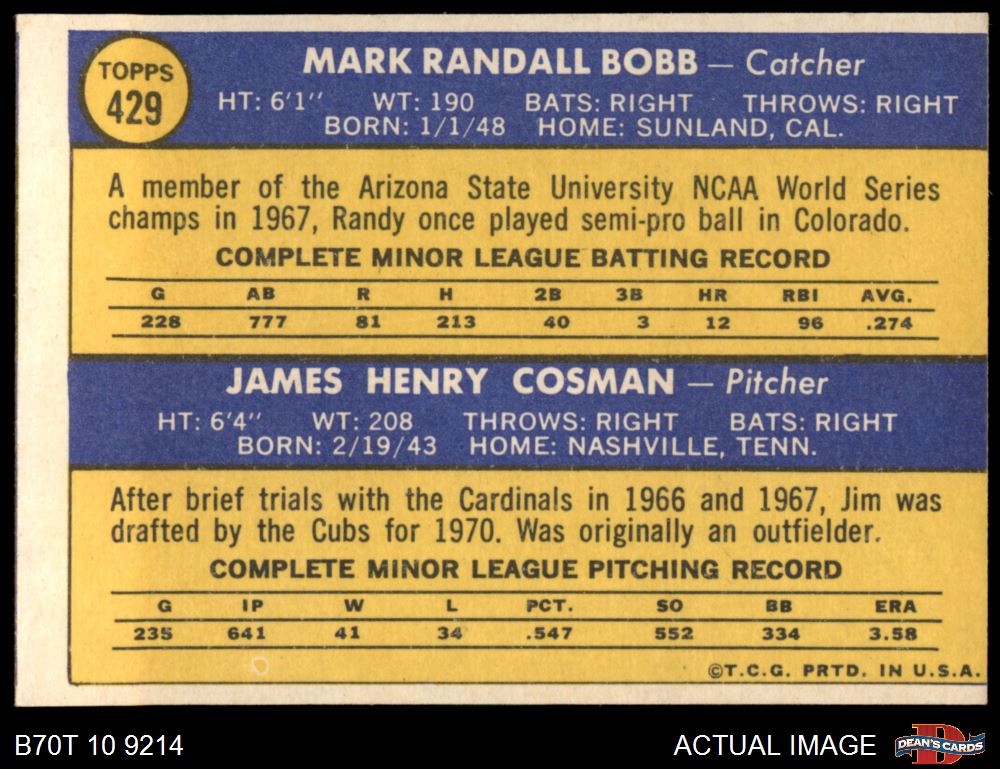 TOPPS
429
MARK RANDALL BOBB — Catcher
HT: 6'1" WT: 190 BATS: RIGHT THROWS: RIGHT
BORN: 1/1/48 HOME: SUNLAND, CAL.
A member of the Arizona State University NCAA World Series
champs in 1967, Randy once played semi-pro ball in Colorado.
COMPLETE MINOR LEAGUE BATTING RECORD
G AB R H 2B 3B HR RBI AVG.
228 777 81 213 40 3 12 96 .274
JAMES HENRY COSMAN — Pitcher
HT: 6'4" WT: 208 THROWS: RIGHT BATS: RIGHT
BORN: 2/19/43 HOME: NASHVILLE, TENN.
After brief trials with the Cardinals in 1966 and 1967, Jim was
drafted by the Cubs for 1970. Was originally an outfielder.
COMPLETE MINOR LEAGUE PITCHING RECORD
G IP W L PCT. SO BB ERA
235 641 41 34 .547 552 334 3.58
©T.C.G. PRTD. IN U.S.A.
B70T 10 9214 ACTUAL IMAGE DEAN'S CARDS